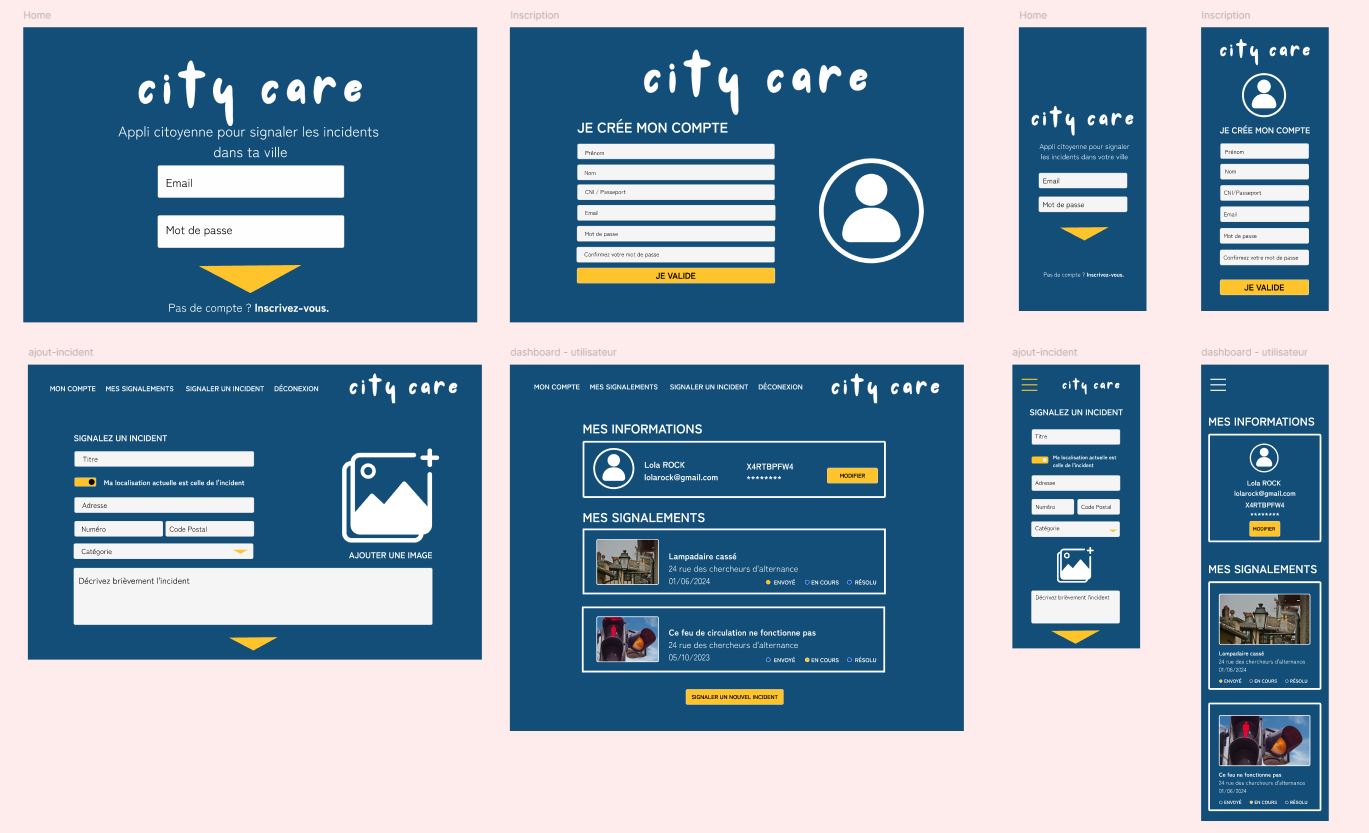 Home
city care
Appli citoyenne pour signaler les incidents
dans ta ville
Email
Mot de passe
Pas de compte ? Inscrivez-vous.
Inscription
city care
JE CRÉE MON COMPTE
Prénom
Nom
CNI / Passeport
Email
Mot de passe
Confirmez votre mot de passe
JE VALIDE
Home
city care
Appli citoyenne pour signaler
les incidents dans votre ville
Email
Mot de passe
Pas de compte ? Inscrivez-vous.
Inscription
city care
JE CRÉE MON COMPTE
Prénom
Nom
CNI/Passeport
Email
Mot de passe
Confirmez votre mot de passe
JE VALIDE
ajout-incident
MON COMPTE MES SIGNALEMENTS SIGNALER UN INCIDENT DÉCONEXION city care
SIGNALEZ UN INCIDENT
Titre
Ma localisation actuelle est celle de l'incident
Adresse
Numéro Code Postal
Catégorie
AJOUTER UNE IMAGE
Décrivez brièvement l'incident
dashboard - utilisateur
MON COMPTE MES SIGNALEMENTS SIGNALER UN INCIDENT DÉCONEXION city care
MES INFORMATIONS
Lola ROCK X4RTBPFW4
lolarock@gmail.com ********
MODIFIER
MES SIGNALEMENTS
Lampadaire cassé
24 rue des chercheurs d'alternance
01/06/2024 ENVOYÉ EN COURS RÉSOLU
Ce feu de circulation ne fonctionne pas
24 rue des chercheurs d'alternance
05/10/2023 ENVOYÉ EN COURS RÉSOLU
SIGNALER UN NOUVEL INCIDENT
ajout-incident
city care
SIGNALEZ UN INCIDENT
Titre
Ma localisation actuelle est
celle de l'incident
Adresse
Numéro Code Postal
Catégorie
Décrivez brièvement l'incident
dashboard - utilisateur
MES INFORMATIONS
Lola ROCK
lolarock@gmail.com
X4RTBPFW4
********
MODIFIER
MES SIGNALEMENTS
Lampadaire cassé
24 rue des chercheurs d'alternance
01/06/2024
ENVOYÉ EN COURS RÉSOLU
Ce feu ne fonctionne pas
24 rue des chercheurs d'alternance
01/06/2024
ENVOYÉ EN COURS RÉSOLU